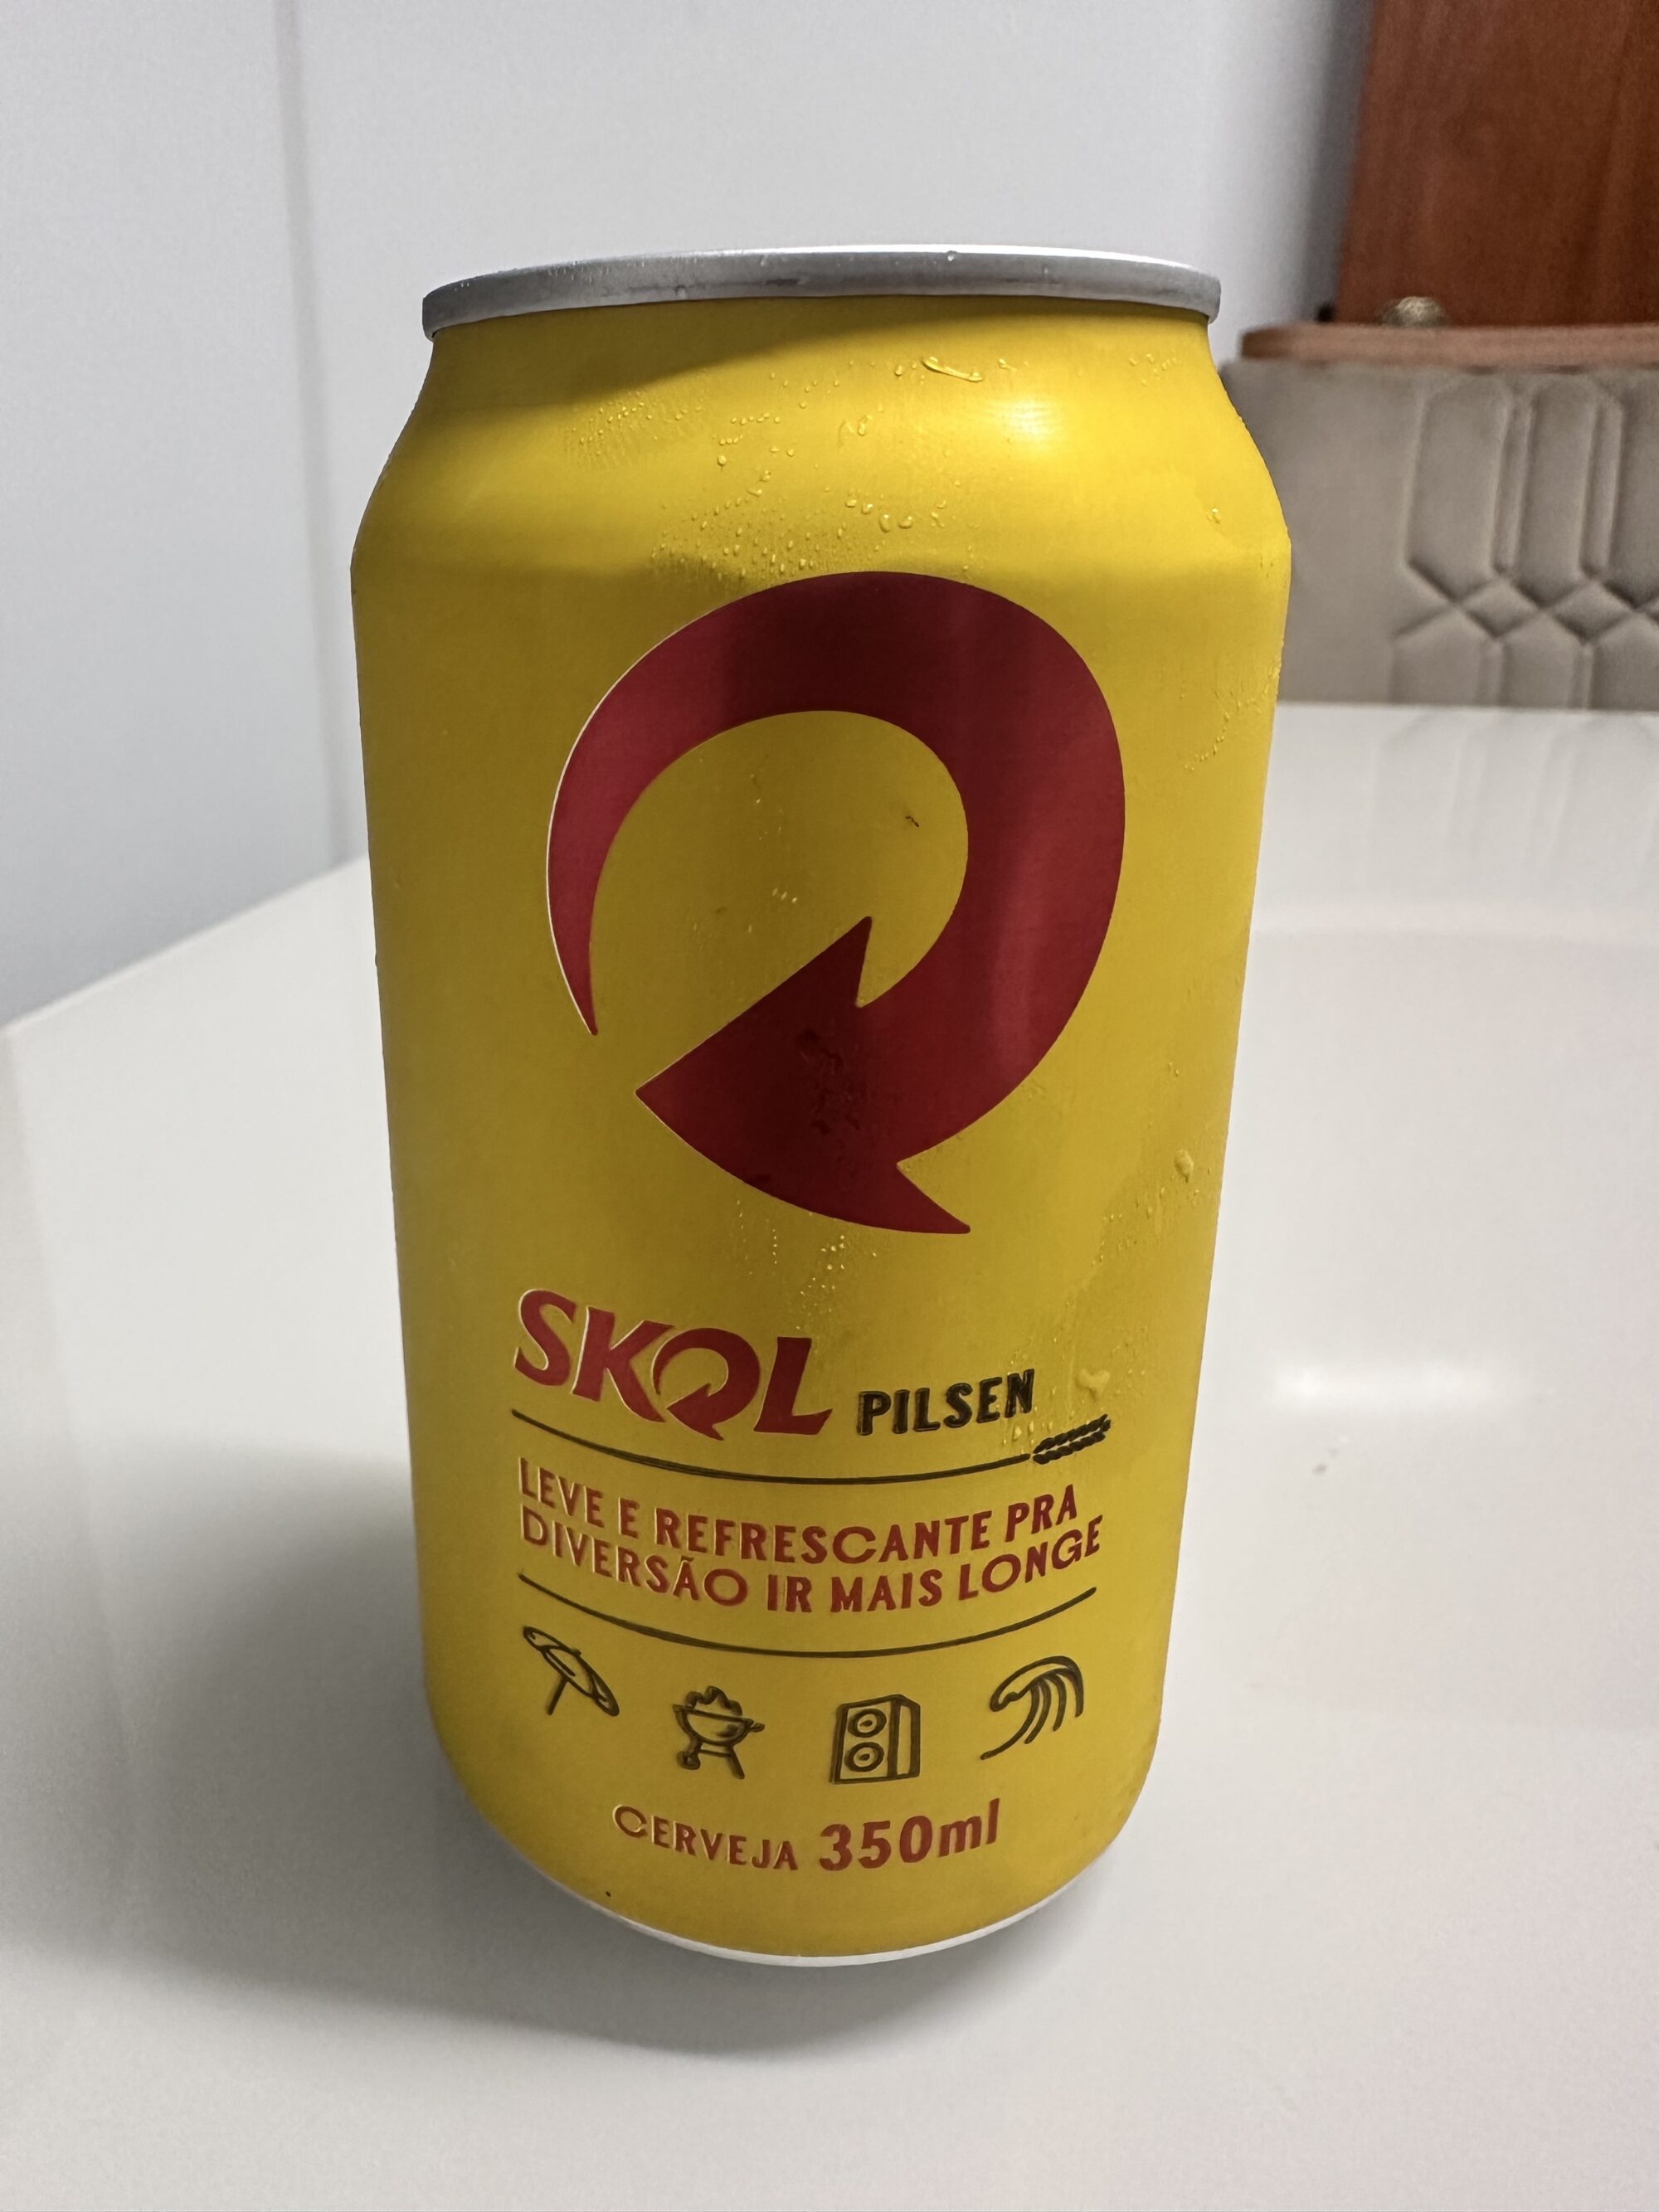 SKOL PILSEN
LEVE E REFRESCANTE PRA
DIVERSÃO IR MAIS LONGE
CERVEJA 350ml